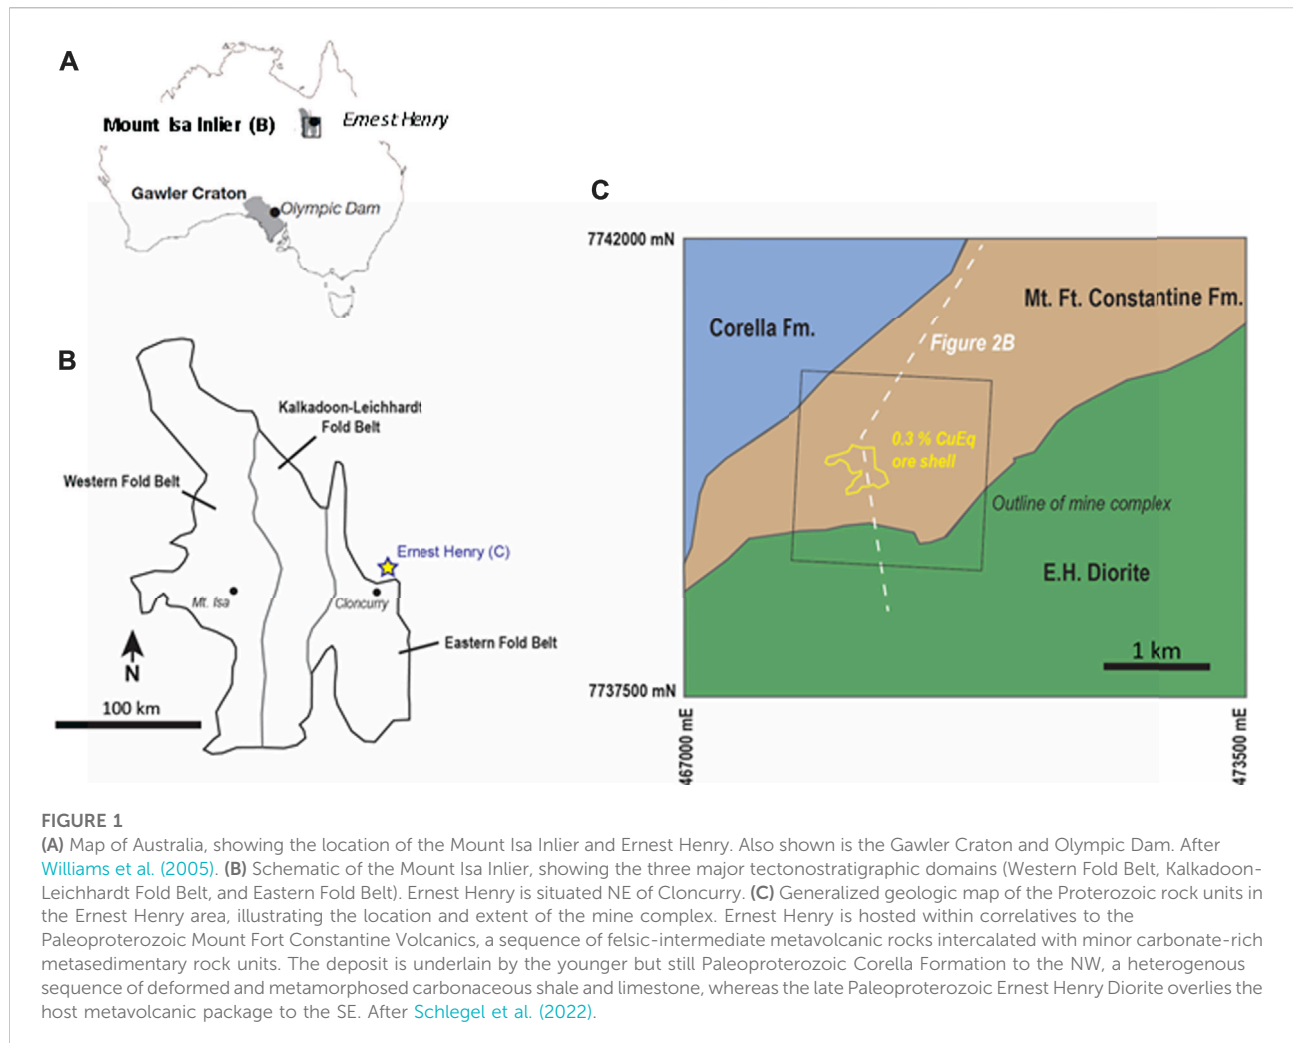 A
Mount Isa Inlier (B)
Ernest Henry
Gawler Craton
Olympic Dam
B
Kalkadoon-Leichhardt
Fold Belt
Western Fold Belt
Ernest Henry (C)
Mt. Isa
Cloncurry
N
Eastern Fold Belt
100 km
C
7742000 mN
Corella Fm.
Mt. Ft. Constantine Fm.
Figure 2B
0.3 % CuEq
ore shell
Outline of mine complex
E.H. Diorite
1 km
7737500 mN
467000 mE
473500 mE
FIGURE 1
(A) Map of Australia, showing the location of the Mount Isa Inlier and Ernest Henry. Also shown is the Gawler Craton and Olympic Dam. After
Williams et al. (2005). (B) Schematic of the Mount Isa Inlier, showing the three major tectonostratigraphic domains (Western Fold Belt, Kalkadoon-
Leichhardt Fold Belt, and Eastern Fold Belt). Ernest Henry is situated NE of Cloncurry. (C) Generalized geologic map of the Proterozoic rock units in
the Ernest Henry area, illustrating the location and extent of the mine complex. Ernest Henry is hosted within correlatives to the
Paleoproterozoic Mount Fort Constantine Volcanics, a sequence of felsic-intermediate metavolcanic rocks intercalated with minor carbonate-rich
metasedimentary rock units. The deposit is underlain by the younger but still Paleoproterozoic Corella Formation to the NW, a heterogenous
sequence of deformed and metamorphosed carbonaceous shale and limestone, whereas the late Paleoproterozoic Ernest Henry Diorite overlies the
host metavolcanic package to the SE. After Schlegel et al. (2022).